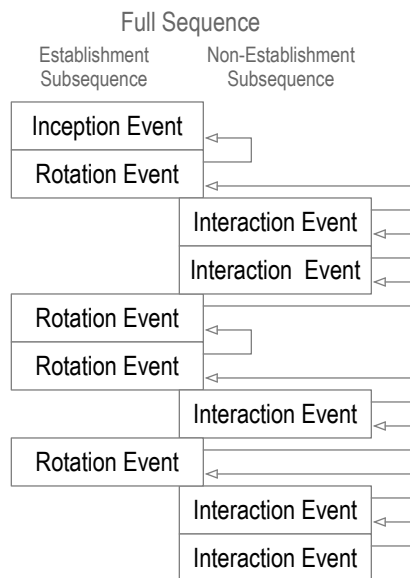 Full Sequence
Establishment Non-Establishment
Subsequence Subsequence
Inception Event
Rotation Event
Interaction Event
Interaction Event
Rotation Event
Rotation Event
Interaction Event
Rotation Event
Interaction Event
Interaction Event